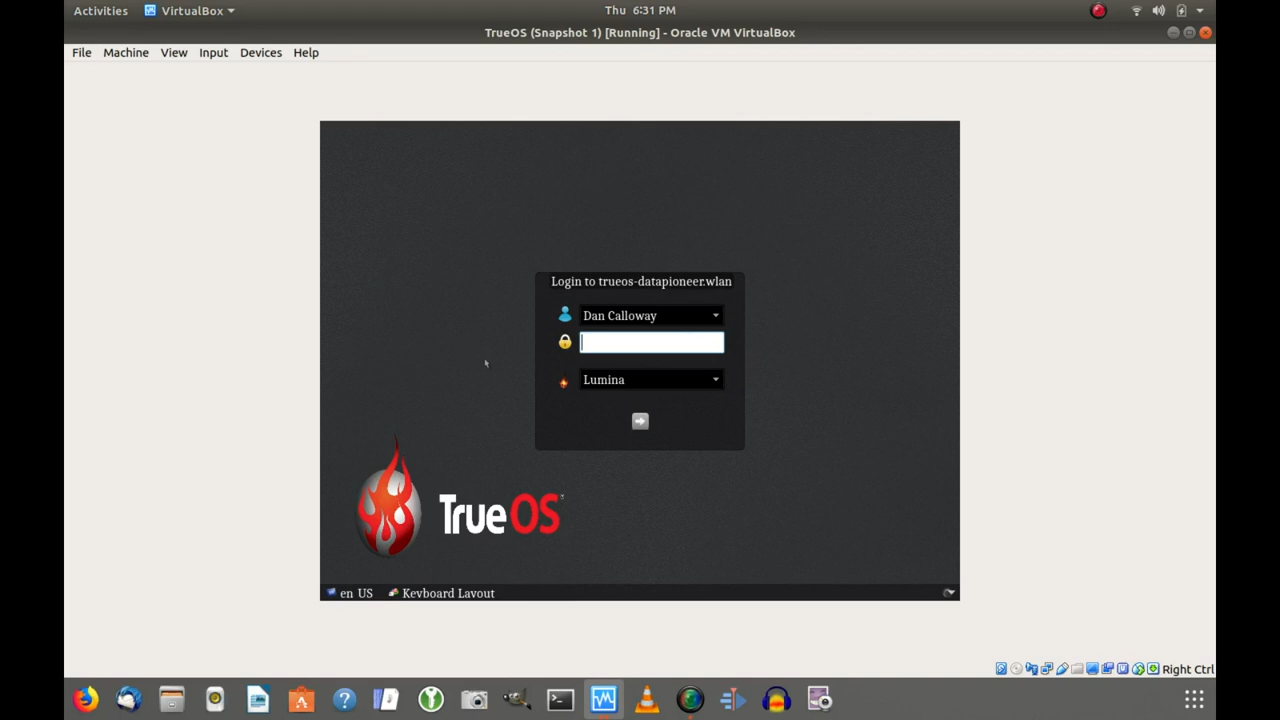 Activities VirtualBox Thu 6:31 PM
TrueOS (Snapshot 1) [Running] - Oracle VM VirtualBox
File Machine View Input Devices Help
Login to trueos-datapioneer.wlan
Dan Calloway
Lumina
TrueOS
en US Keyboard Layout
Right Ctrl